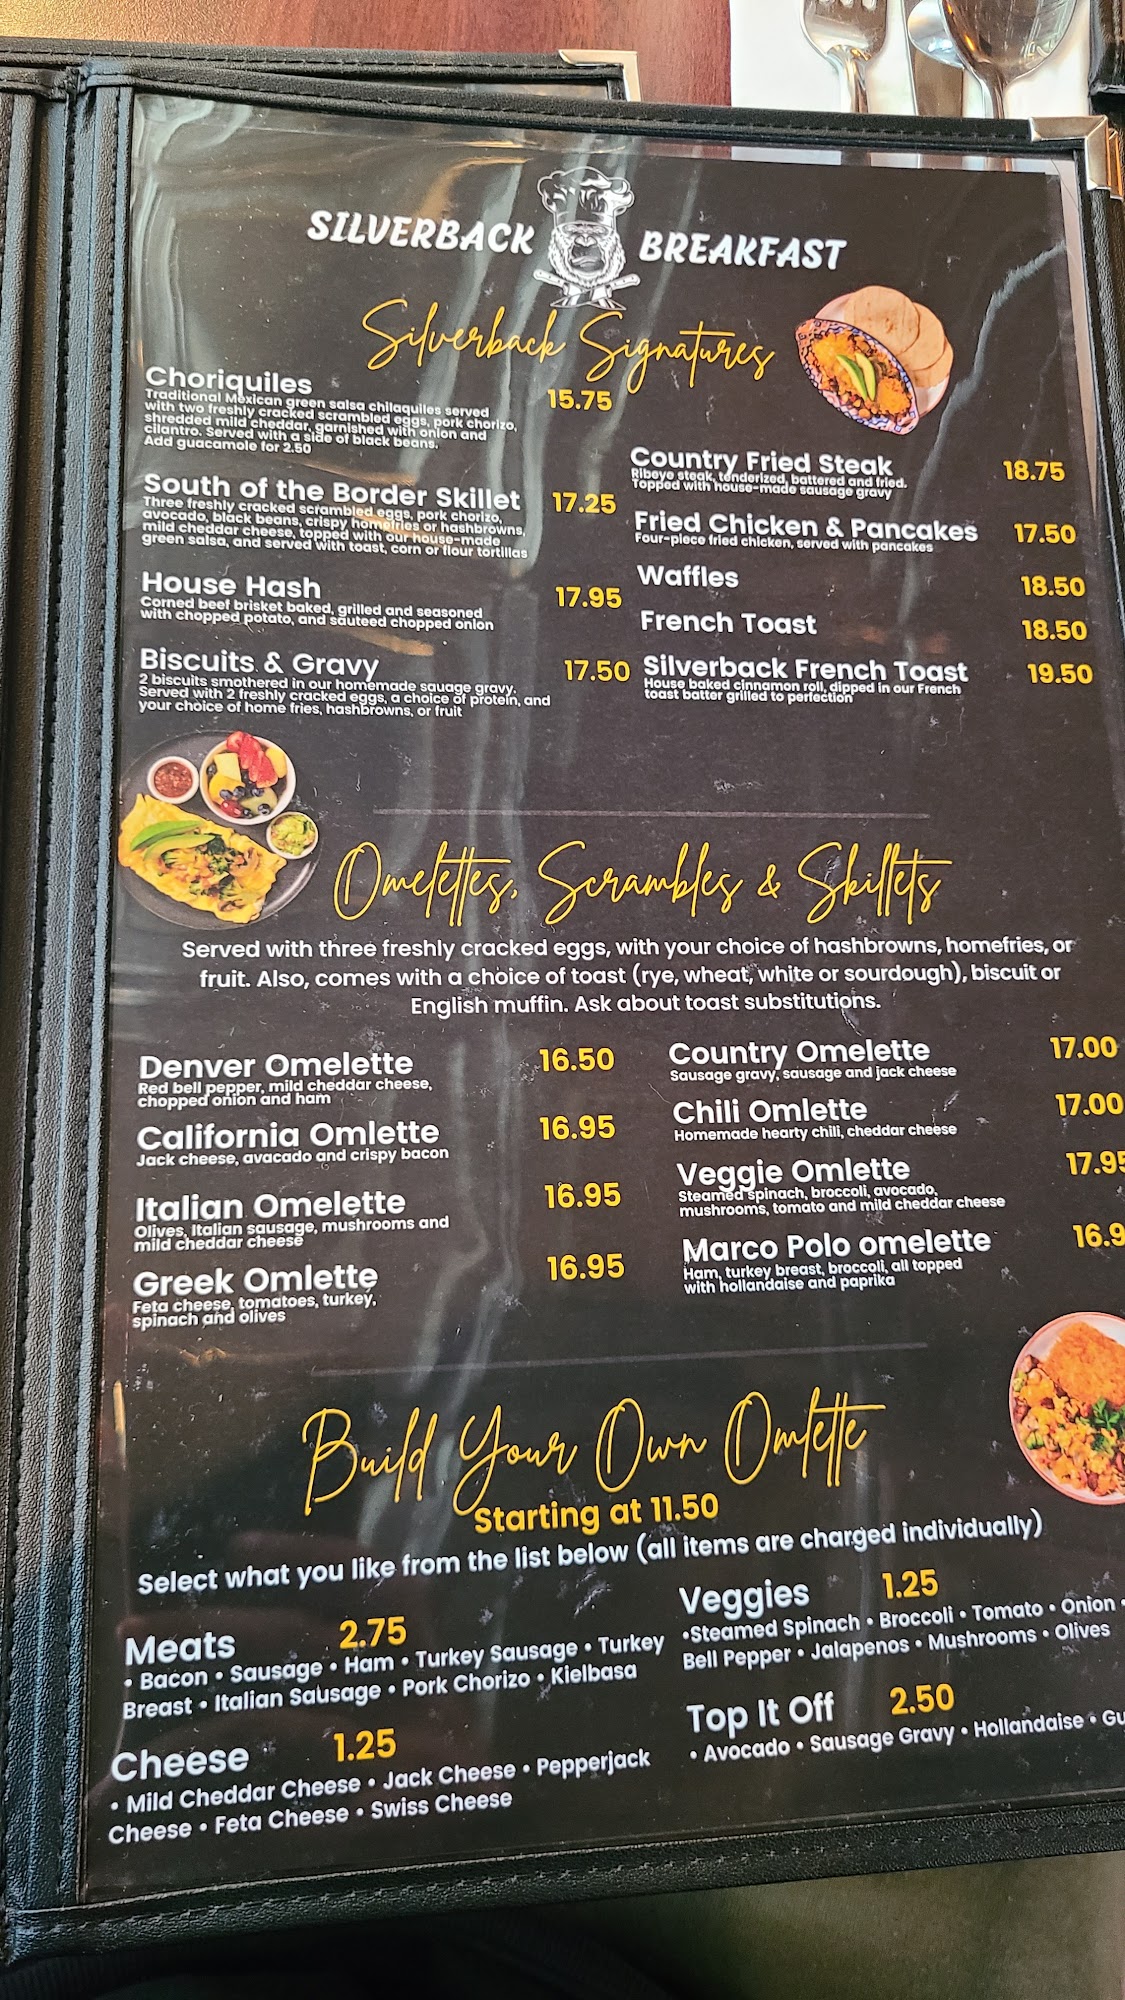 SILVERBACK BREAKFAST
Silverback Signatures
Choriquiles 15.75
Traditional Mexican green salsa chilaquiles served
with two freshly cracked scrambled eggs, pork chorizo,
shredded mild cheddar, garnished with onion and
cilantro. Served with a side of black beans.
Add guacamole for 2.50
South of the Border Skillet 17.25
Three freshly cracked scrambled eggs, pork chorizo,
avocado, black beans, crispy homefries or hashbrowns,
mild cheddar cheese, topped with our house-made
green salsa, and served with toast, corn or flour tortillas
House Hash 17.95
Corned beef brisket baked, grilled and seasoned
with chopped potato, and sauteed chopped onion
Biscuits & Gravy 17.50
2 biscuits smothered in our homemade sauage gravy.
Served with 2 freshly cracked eggs, a choice of protein, and
your choice of home fries, hashbrowns, or fruit
Country Fried Steak 18.75
Ribeye steak, tenderized, battered and fried.
Topped with house-made sausage gravy
Fried Chicken & Pancakes 17.50
Four-piece fried chicken, served with pancakes
Waffles 18.50
French Toast 18.50
Silverback French Toast 19.50
House baked cinnamon roll, dipped in our French
toast batter grilled to perfection
Omelettes, Scrambles & Skillets
Served with three freshly cracked eggs, with your choice of hashbrowns, homefries, or
fruit. Also, comes with a choice of toast (rye, wheat, white or sourdough), biscuit or
English muffin. Ask about toast substitutions.
Denver Omelette 16.50
Red bell pepper, mild cheddar cheese,
chopped onion and ham
California Omlette 16.95
Jack cheese, avacado and crispy bacon
Italian Omelette 16.95
Olives, Italian sausage, mushrooms and
mild cheddar cheese
Greek Omlette 16.95
Feta cheese, tomatoes, turkey,
spinach and olives
Country Omelette 17.00
Sausage gravy, sausage and jack cheese
Chili Omlette 17.00
Homemade hearty chili, cheddar cheese
Veggie Omlette 17.95
Steamed spinach, broccoli, avocado,
mushrooms, tomato and mild cheddar cheese
Marco Polo omelette 16.9
Ham, turkey breast, broccoli, all topped
with hollandaise and paprika
Build Your Own Omlette
Starting at 11.50
Select what you like from the list below (all items are charged individually)
Meats 2.75
• Bacon • Sausage • Ham • Turkey Sausage • Turkey
Breast • Italian Sausage • Pork Chorizo • Kielbasa
Cheese 1.25
• Mild Cheddar Cheese • Jack Cheese • Pepperjack
Cheese • Feta Cheese • Swiss Cheese
Veggies 1.25
•Steamed Spinach • Broccoli • Tomato • Onion •
Bell Pepper • Jalapenos • Mushrooms • Olives
Top It Off 2.50
• Avocado • Sausage Gravy • Hollandaise • Gu